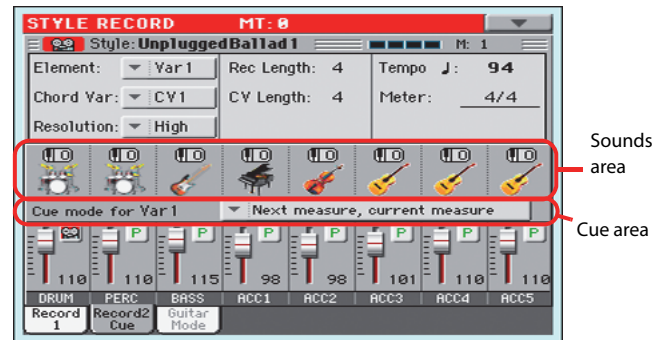 STYLE RECORD MT: 0
Style: UnpluggedBallad1 M: 1
Element: Var1 Rec Length: 4 Tempo ♩: 94
Chord Var: CV1 CV Length: 4 Meter: 4/4
Resolution: High
Sounds area
Cue mode for Var1 Next measure, current measure
Cue area
P P P P P P P
110 110 115 98 98 101 110 110
DRUM PERC BASS ACC1 ACC2 ACC3 ACC4 ACC5
Record 1 Record2 Cue Guitar Mode